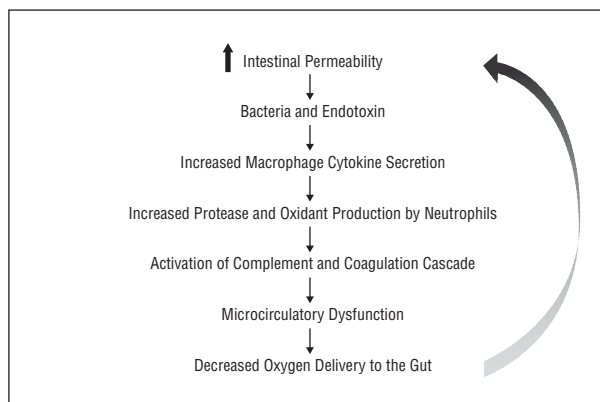 Intestinal Permeability
Bacteria and Endotoxin
Increased Macrophage Cytokine Secretion
Increased Protease and Oxidant Production by Neutrophils
Activation of Complement and Coagulation Cascade
Microcirculatory Dysfunction
Decreased Oxygen Delivery to the Gut